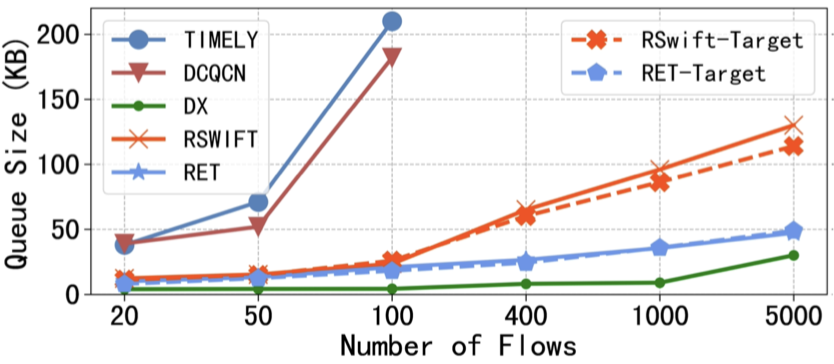 Queue Size (KB)
200
150
100
50
0
TIMELY
DCQCN
DX
RSWIFT
RET
RSwift-Target
RET-Target
20 50 100 400 1000 5000
Number of Flows